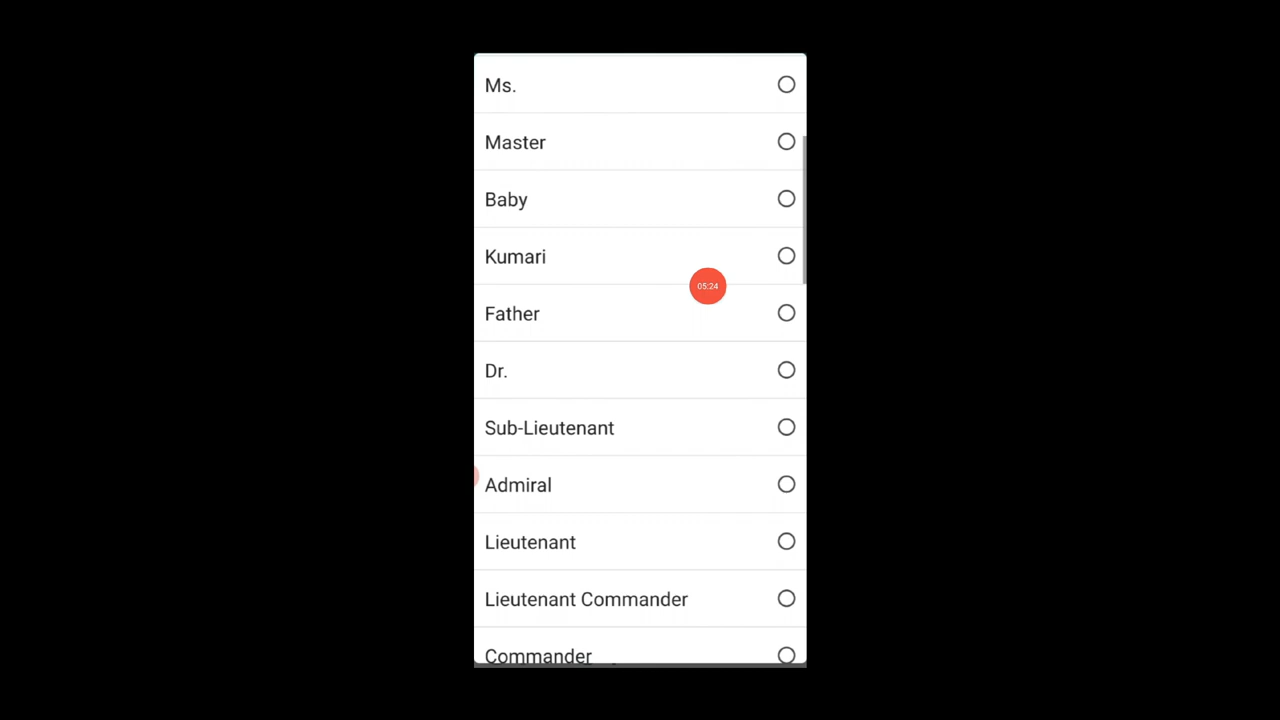 Ms.
Master
Baby
Kumari
05:24
Father
Dr.
Sub-Lieutenant
Admiral
Lieutenant
Lieutenant Commander
Commander